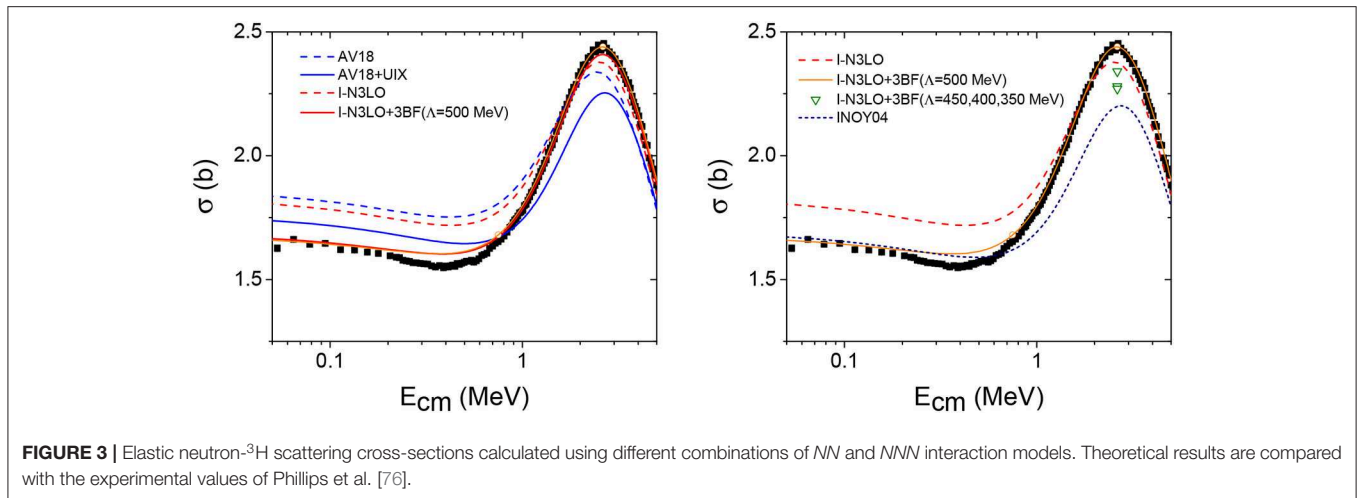 2.5
2.0
1.5
σ (b)
AV18
AV18+UIX
I-N3LO
I-N3LO+3BF(Λ=500 MeV)
0.1
1
E_cm (MeV)
2.5
2.0
1.5
σ (b)
I-N3LO
I-N3LO+3BF(Λ=500 MeV)
I-N3LO+3BF(Λ=450,400,350 MeV)
INOY04
0.1
1
E_cm (MeV)
FIGURE 3 | Elastic neutron-³H scattering cross-sections calculated using different combinations of NN and NNN interaction models. Theoretical results are compared
with the experimental values of Phillips et al. [76].